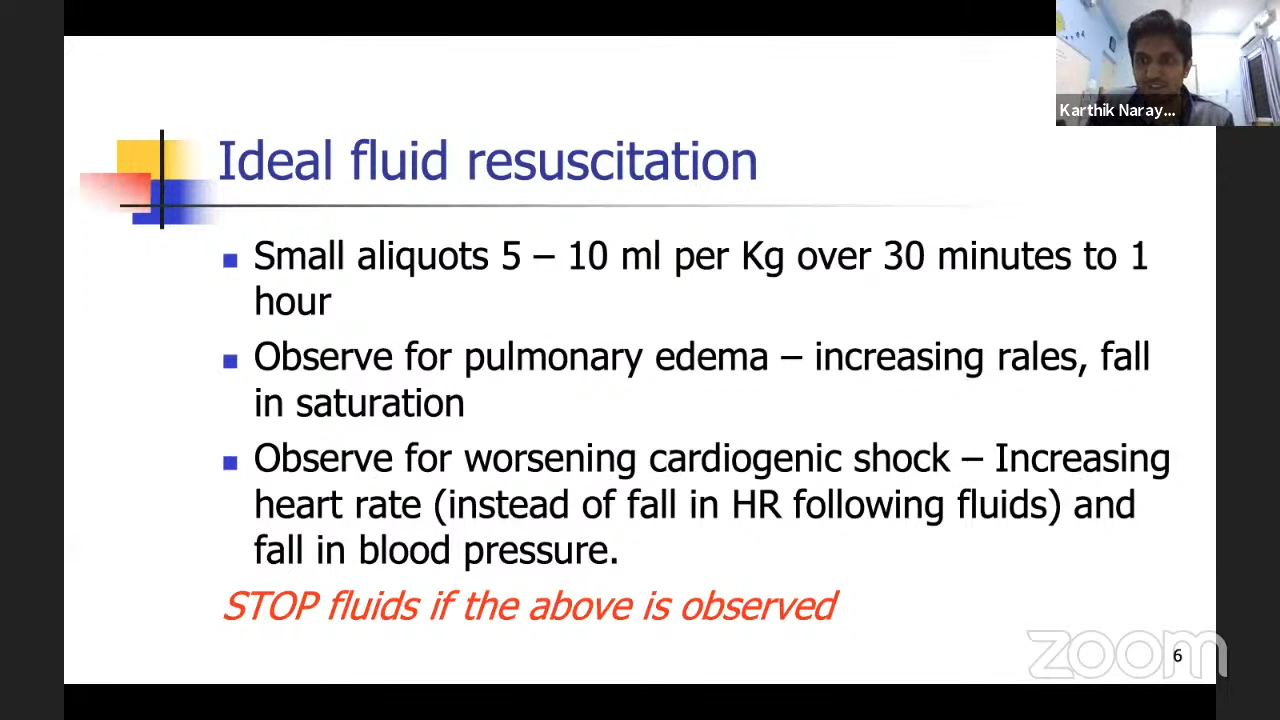 Karthik Naray...
Ideal fluid resuscitation
Small aliquots 5 – 10 ml per Kg over 30 minutes to 1
hour
Observe for pulmonary edema – increasing rales, fall
in saturation
Observe for worsening cardiogenic shock – Increasing
heart rate (instead of fall in HR following fluids) and
fall in blood pressure.
STOP fluids if the above is observed
zoom
6